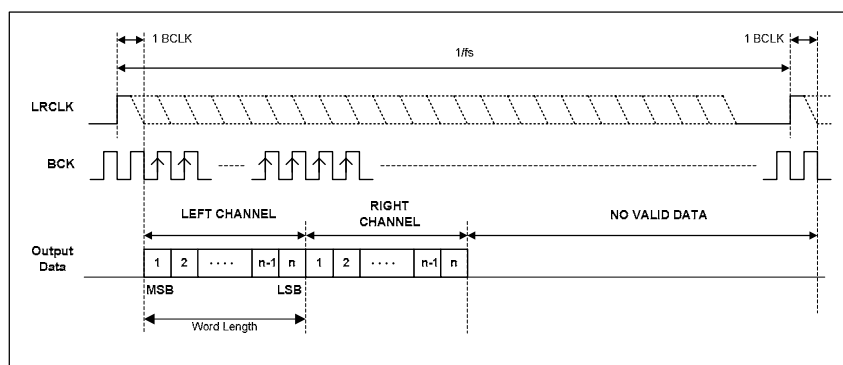 1 BCLK
1 BCLK
1/fs
LRCLK
BCK
LEFT CHANNEL
RIGHT
CHANNEL
NO VALID DATA
Output
Data
1 2 .... n-1 n 1 2 .... n-1 n
MSB
LSB
Word Length